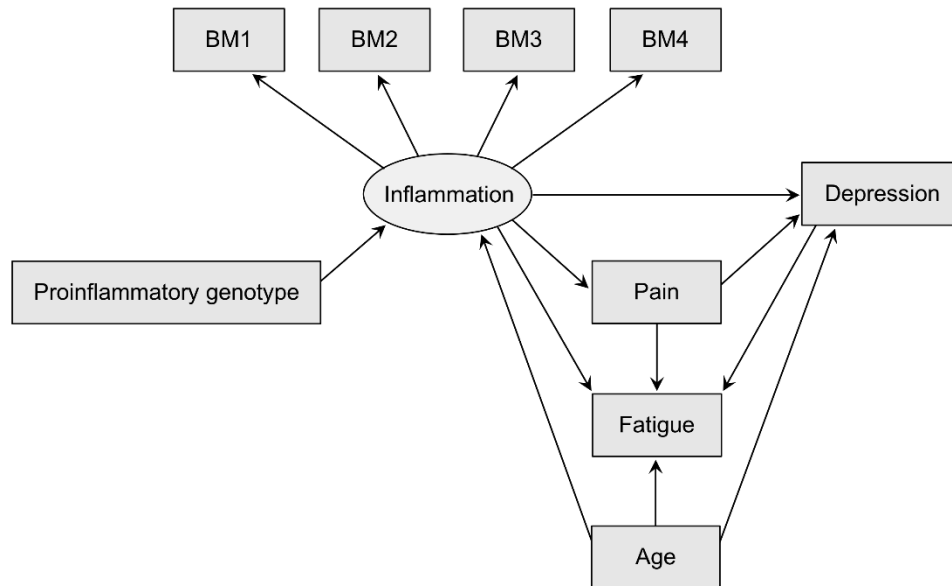 BM1
BM2
BM3
BM4
Inflammation
Depression
Proinflammatory genotype
Pain
Fatigue
Age